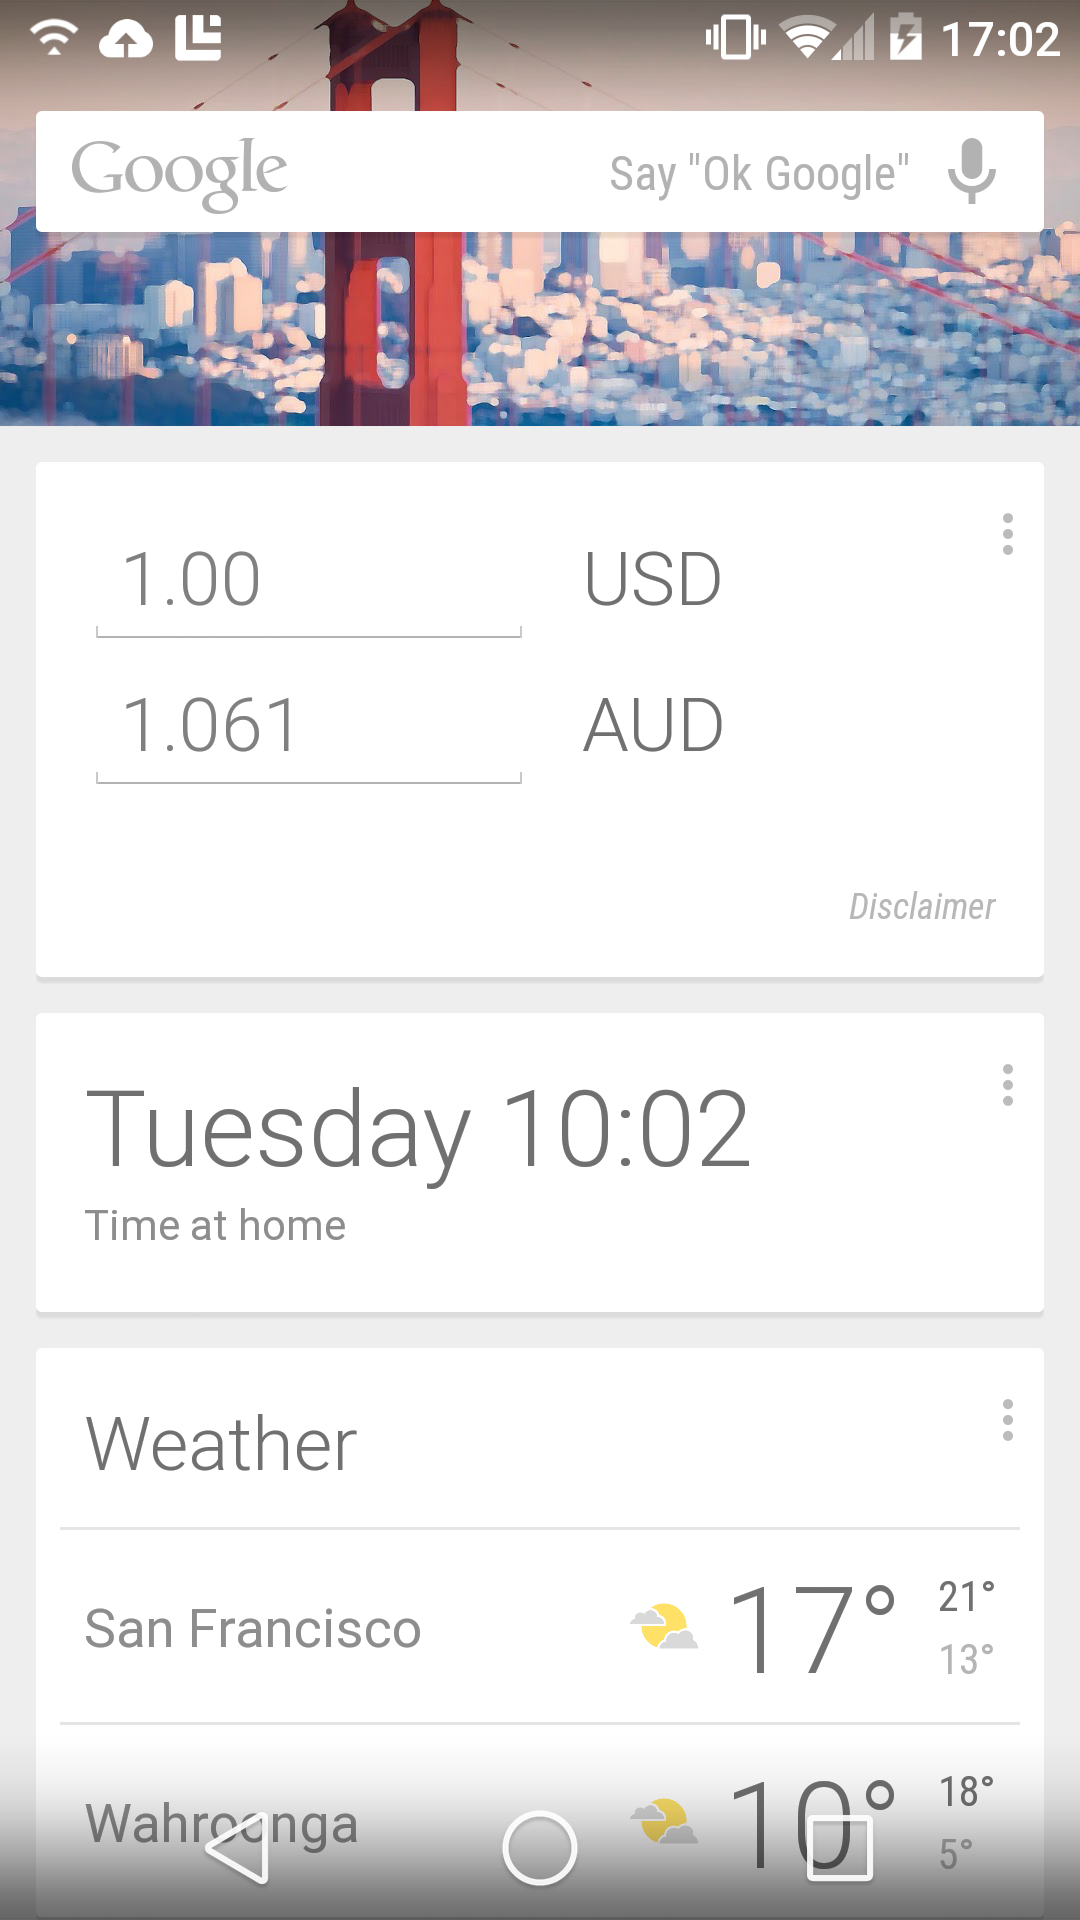 17:02
Google Say "Ok Google"
1.00 USD
1.061 AUD
Disclaimer
Tuesday 10:02
Time at home
Weather
San Francisco 17° 21° 13°
Wahroonga 10° 18° 5°